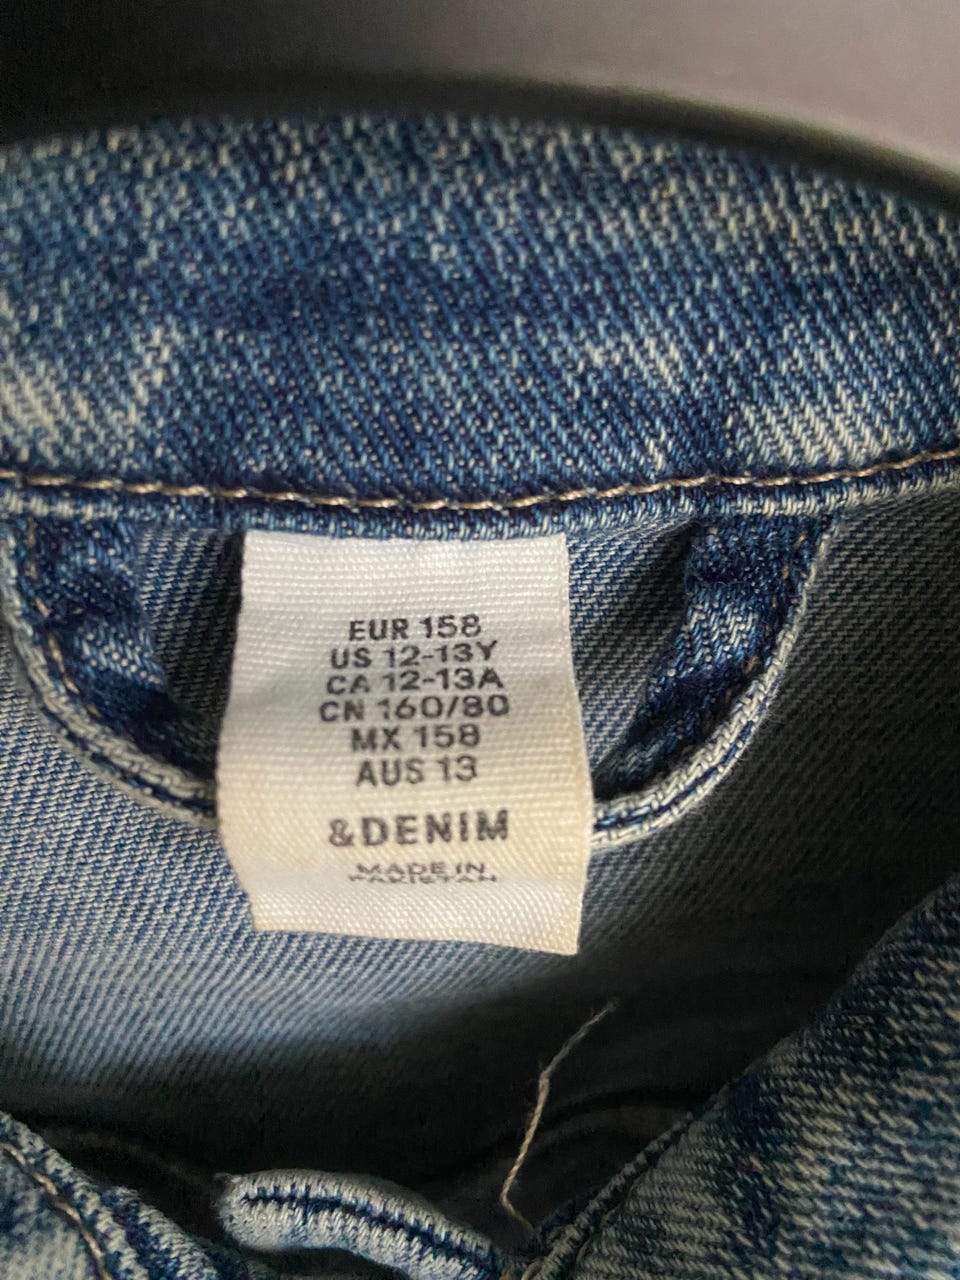 EUR 158
US 12-13Y
CA 12-13A
CN 160/80
MX 158
AUS 13
&DENIM
MADE IN
PAKISTAN